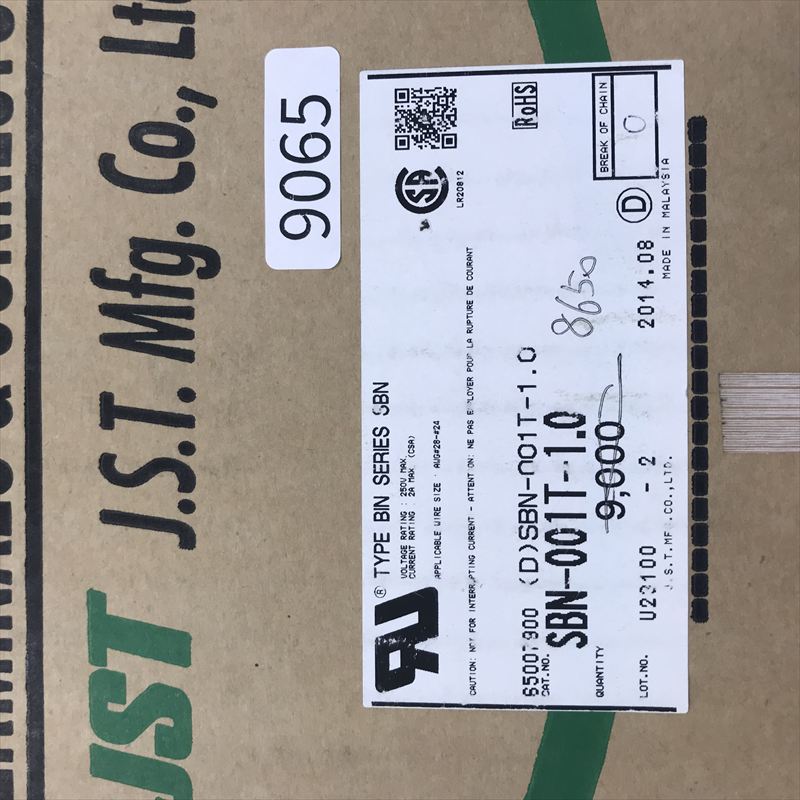 JST J.S.T. Mfg. Co., Ltd
9065
® TYPE BIN SERIES SBN
VOLTAGE RATING : 250V MAX.
CURRENT RATING : 2A MAX. (CSA)
APPLICABLE WIRE SIZE : AWG#28-#24
LR20812
CAUTION: NOT FOR INTERRUPTING CURRENT - ATTENTION: NE PAS EMPLOYER POUR LA RUPTURE DE COURANT
RoHS
65007900 (D)SBN-001T-1.0
CAT.NO. SBN-001T-1.0
8650
QUANTITY 9,000
BREAK OF CHAIN
0
LOT.NO. U23100 - 2 2014.08 D
J.S.T.MFG.CO.,LTD. MADE IN MALAYSIA